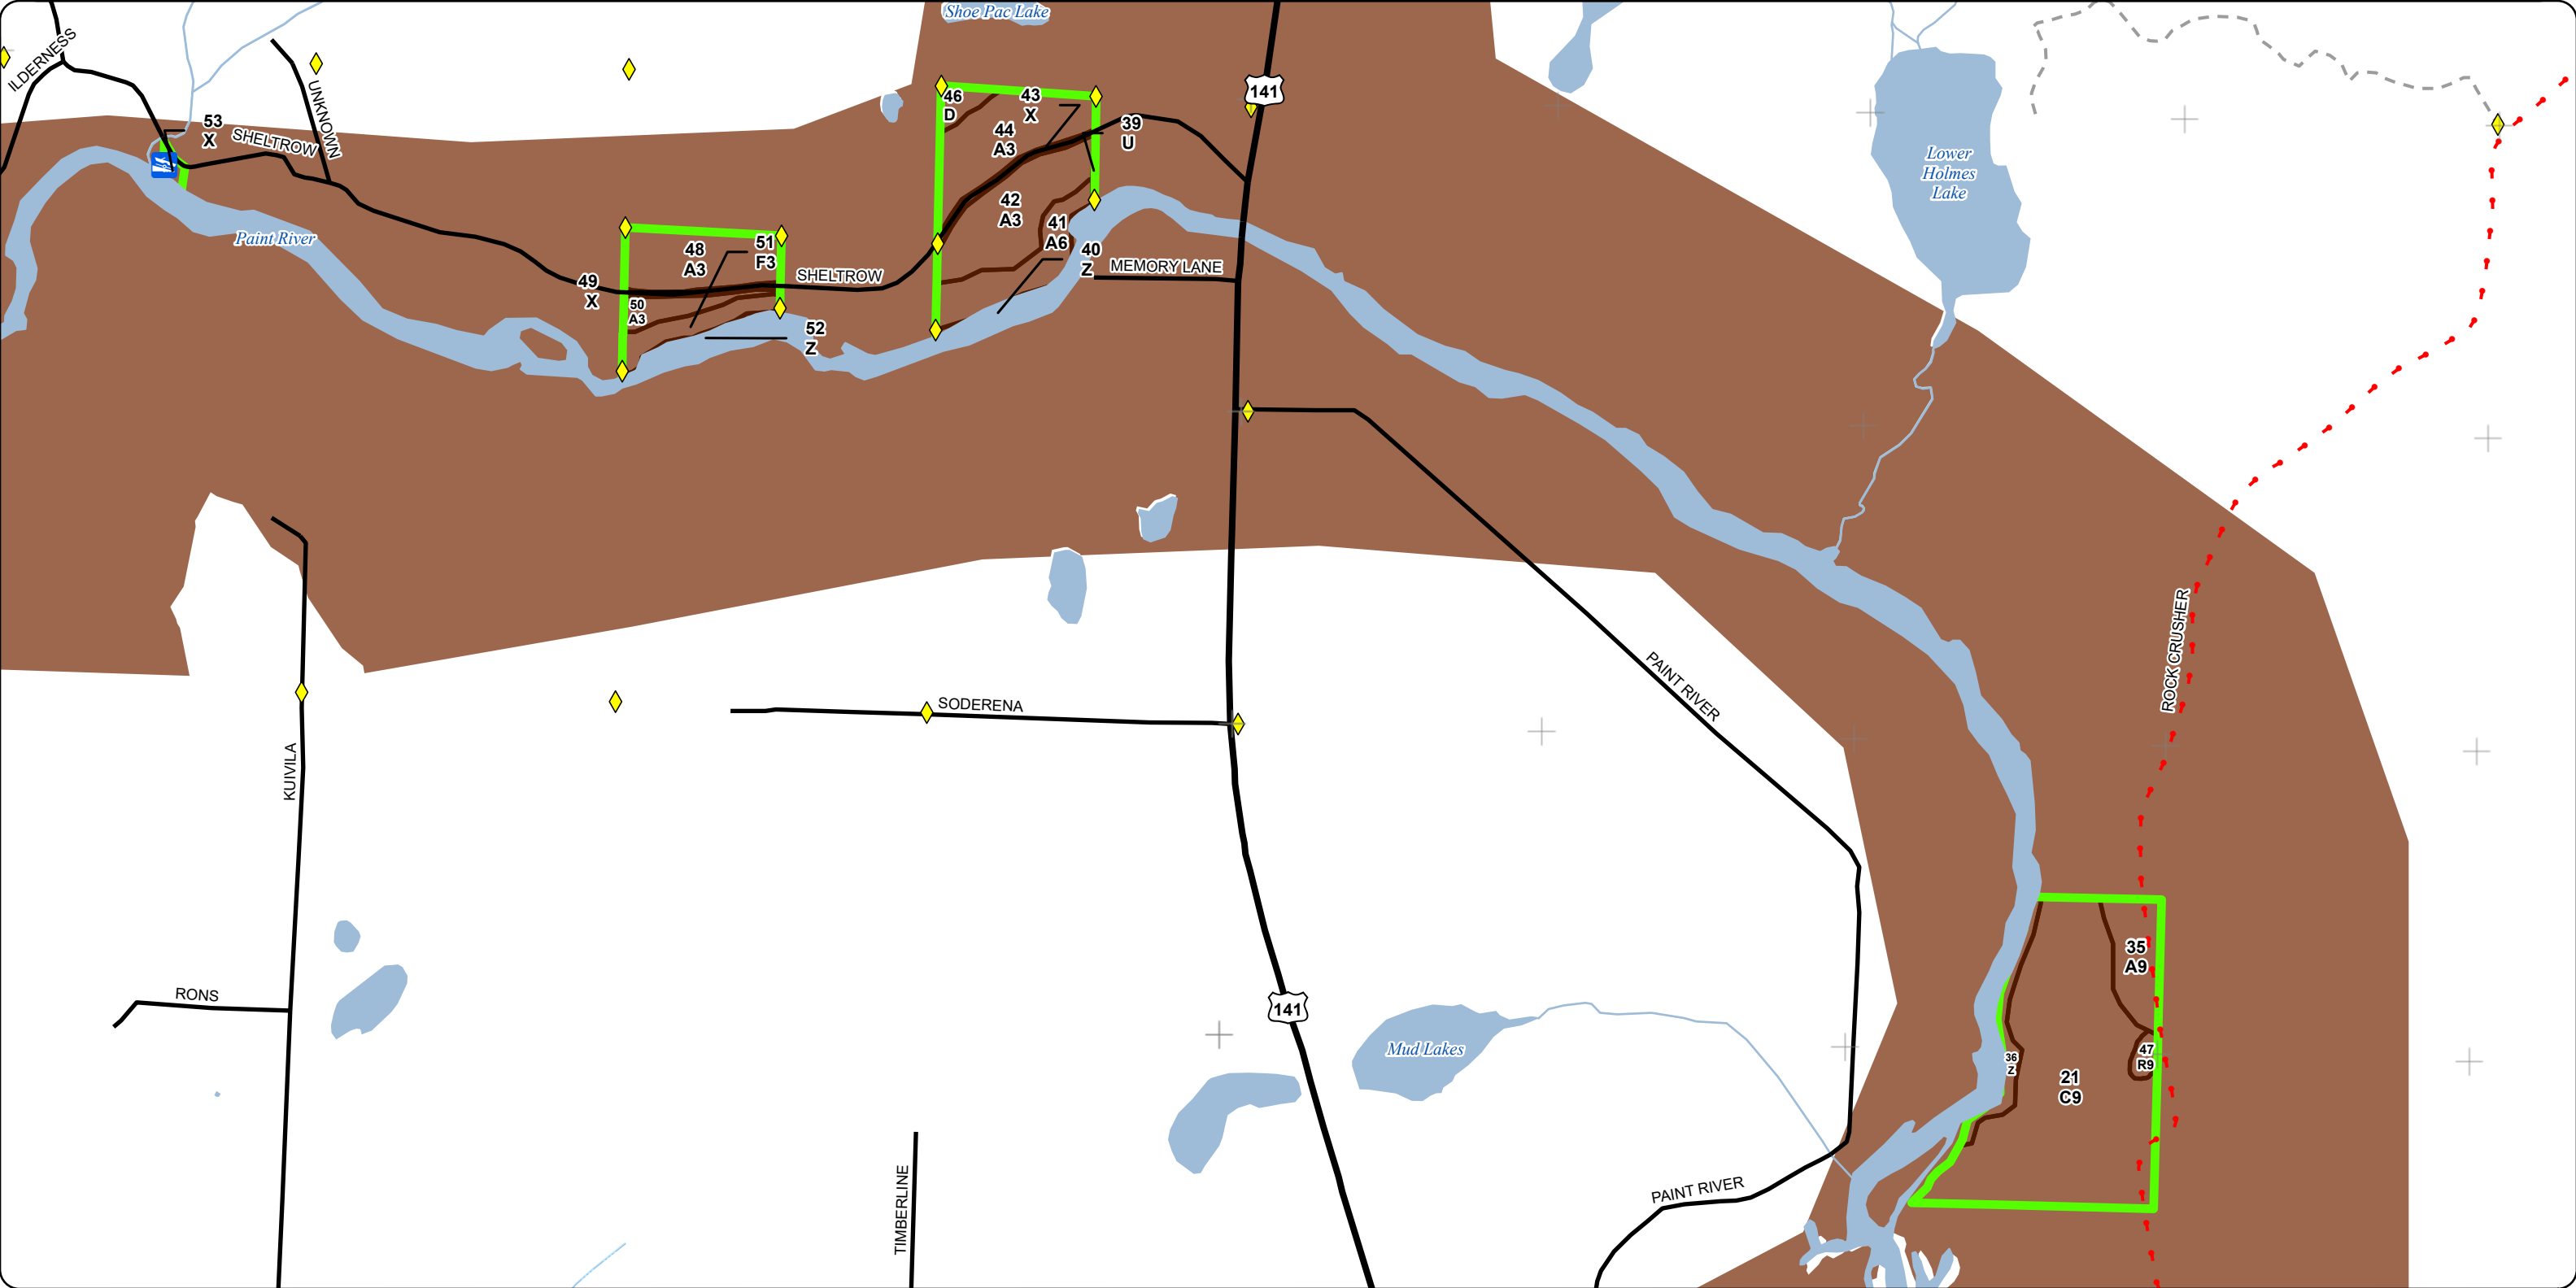 Shoe Pac Lake
ILDERNESS
UNKNOWN
53
X
SHELTROW
Paint River
46
D
43
X
44
A3
39
U
141
42
A3
41
A6
40
Z
MEMORY LANE
48
A3
51
F3
SHELTROW
49
X
50
A3
52
Z
Lower
Holmes
Lake
ROCK CRUSHER
PAINT RIVER
SODERENA
KUIVILA
RONS
141
Mud Lakes
35
A9
47
R9
36
Z
21
C9
PAINT RIVER
TIMBERLINE